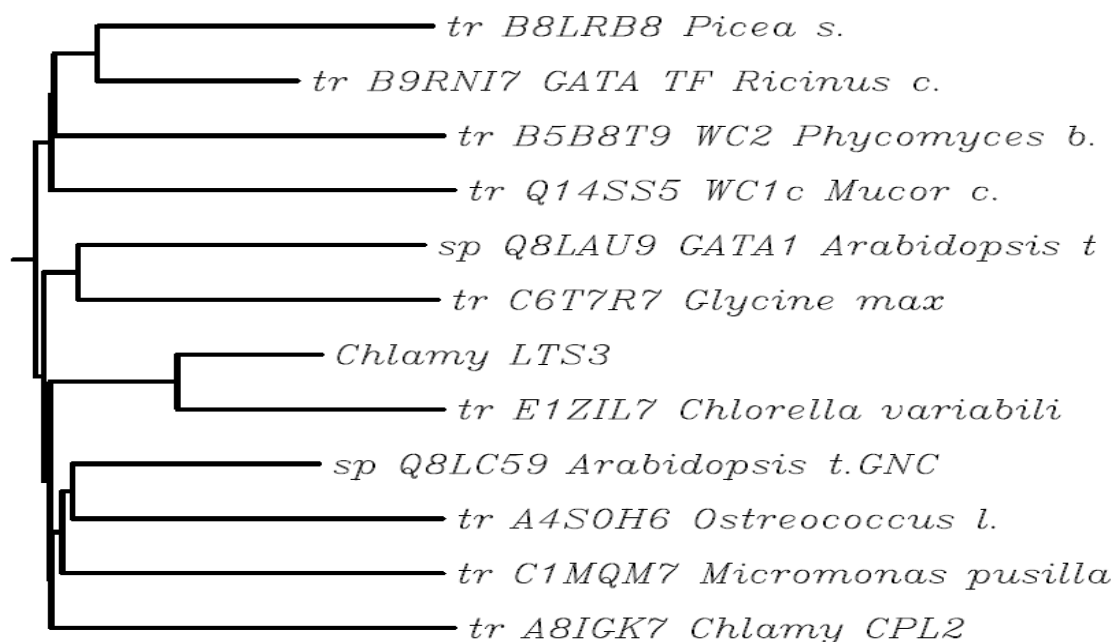 tr B8LRB8 Picea s.
tr B9RNI7 GATA TF Ricinus c.
tr B5B8T9 WC2 Phycomyces b.
tr Q14SS5 WC1c Mucor c.
sp Q8LAU9 GATA1 Arabidopsis t
tr C6T7R7 Glycine max
Chlamy LTS3
tr E1ZIL7 Chlorella variabili
sp Q8LC59 Arabidopsis t.GNC
tr A4S0H6 Ostreococcus l.
tr C1MQM7 Micromonas pusilla
tr A8IGK7 Chlamy CPL2